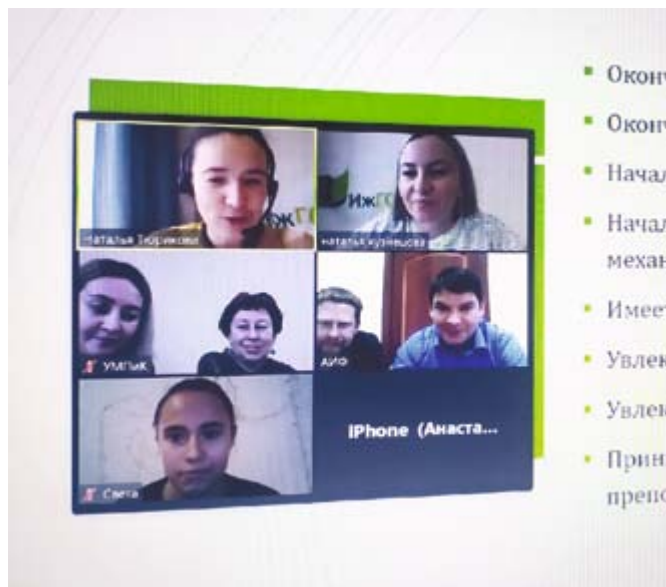 Наталья Тюрикова
наталья кузнецова
УМПиК
АИФ
Света
iPhone (Анаста...
ИжГ
Оконч
Оконч
Начал
Начал
механ
Имеет
Увлек
Увлек
Прин
препо